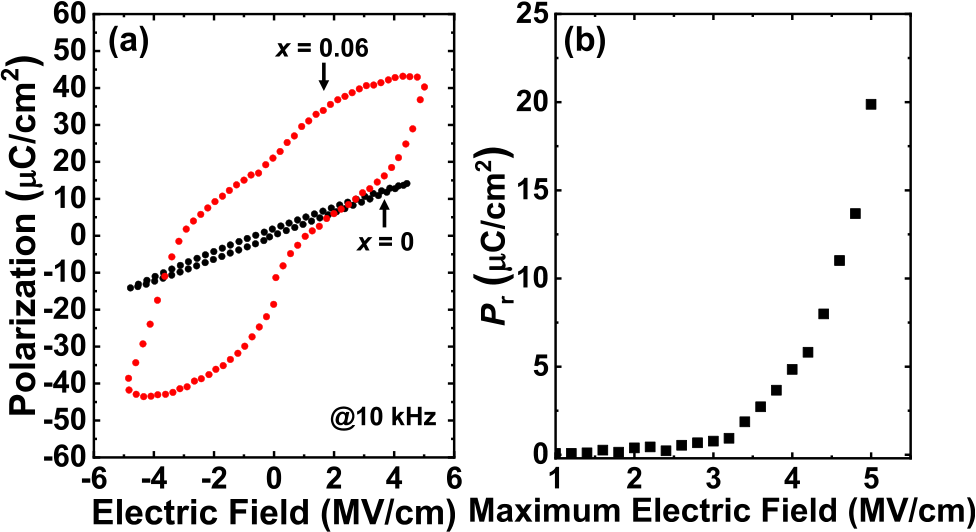 (a)
x = 0.06
x = 0
@10 kHz
Polarization (μC/cm²)
60
50
40
30
20
10
0
-10
-20
-30
-40
-50
-60
-6 -4 -2 0 2 4 6
Electric Field (MV/cm)
(b)
Pr (μC/cm²)
25
20
15
10
5
0
1 2 3 4 5
Maximum Electric Field (MV/cm)